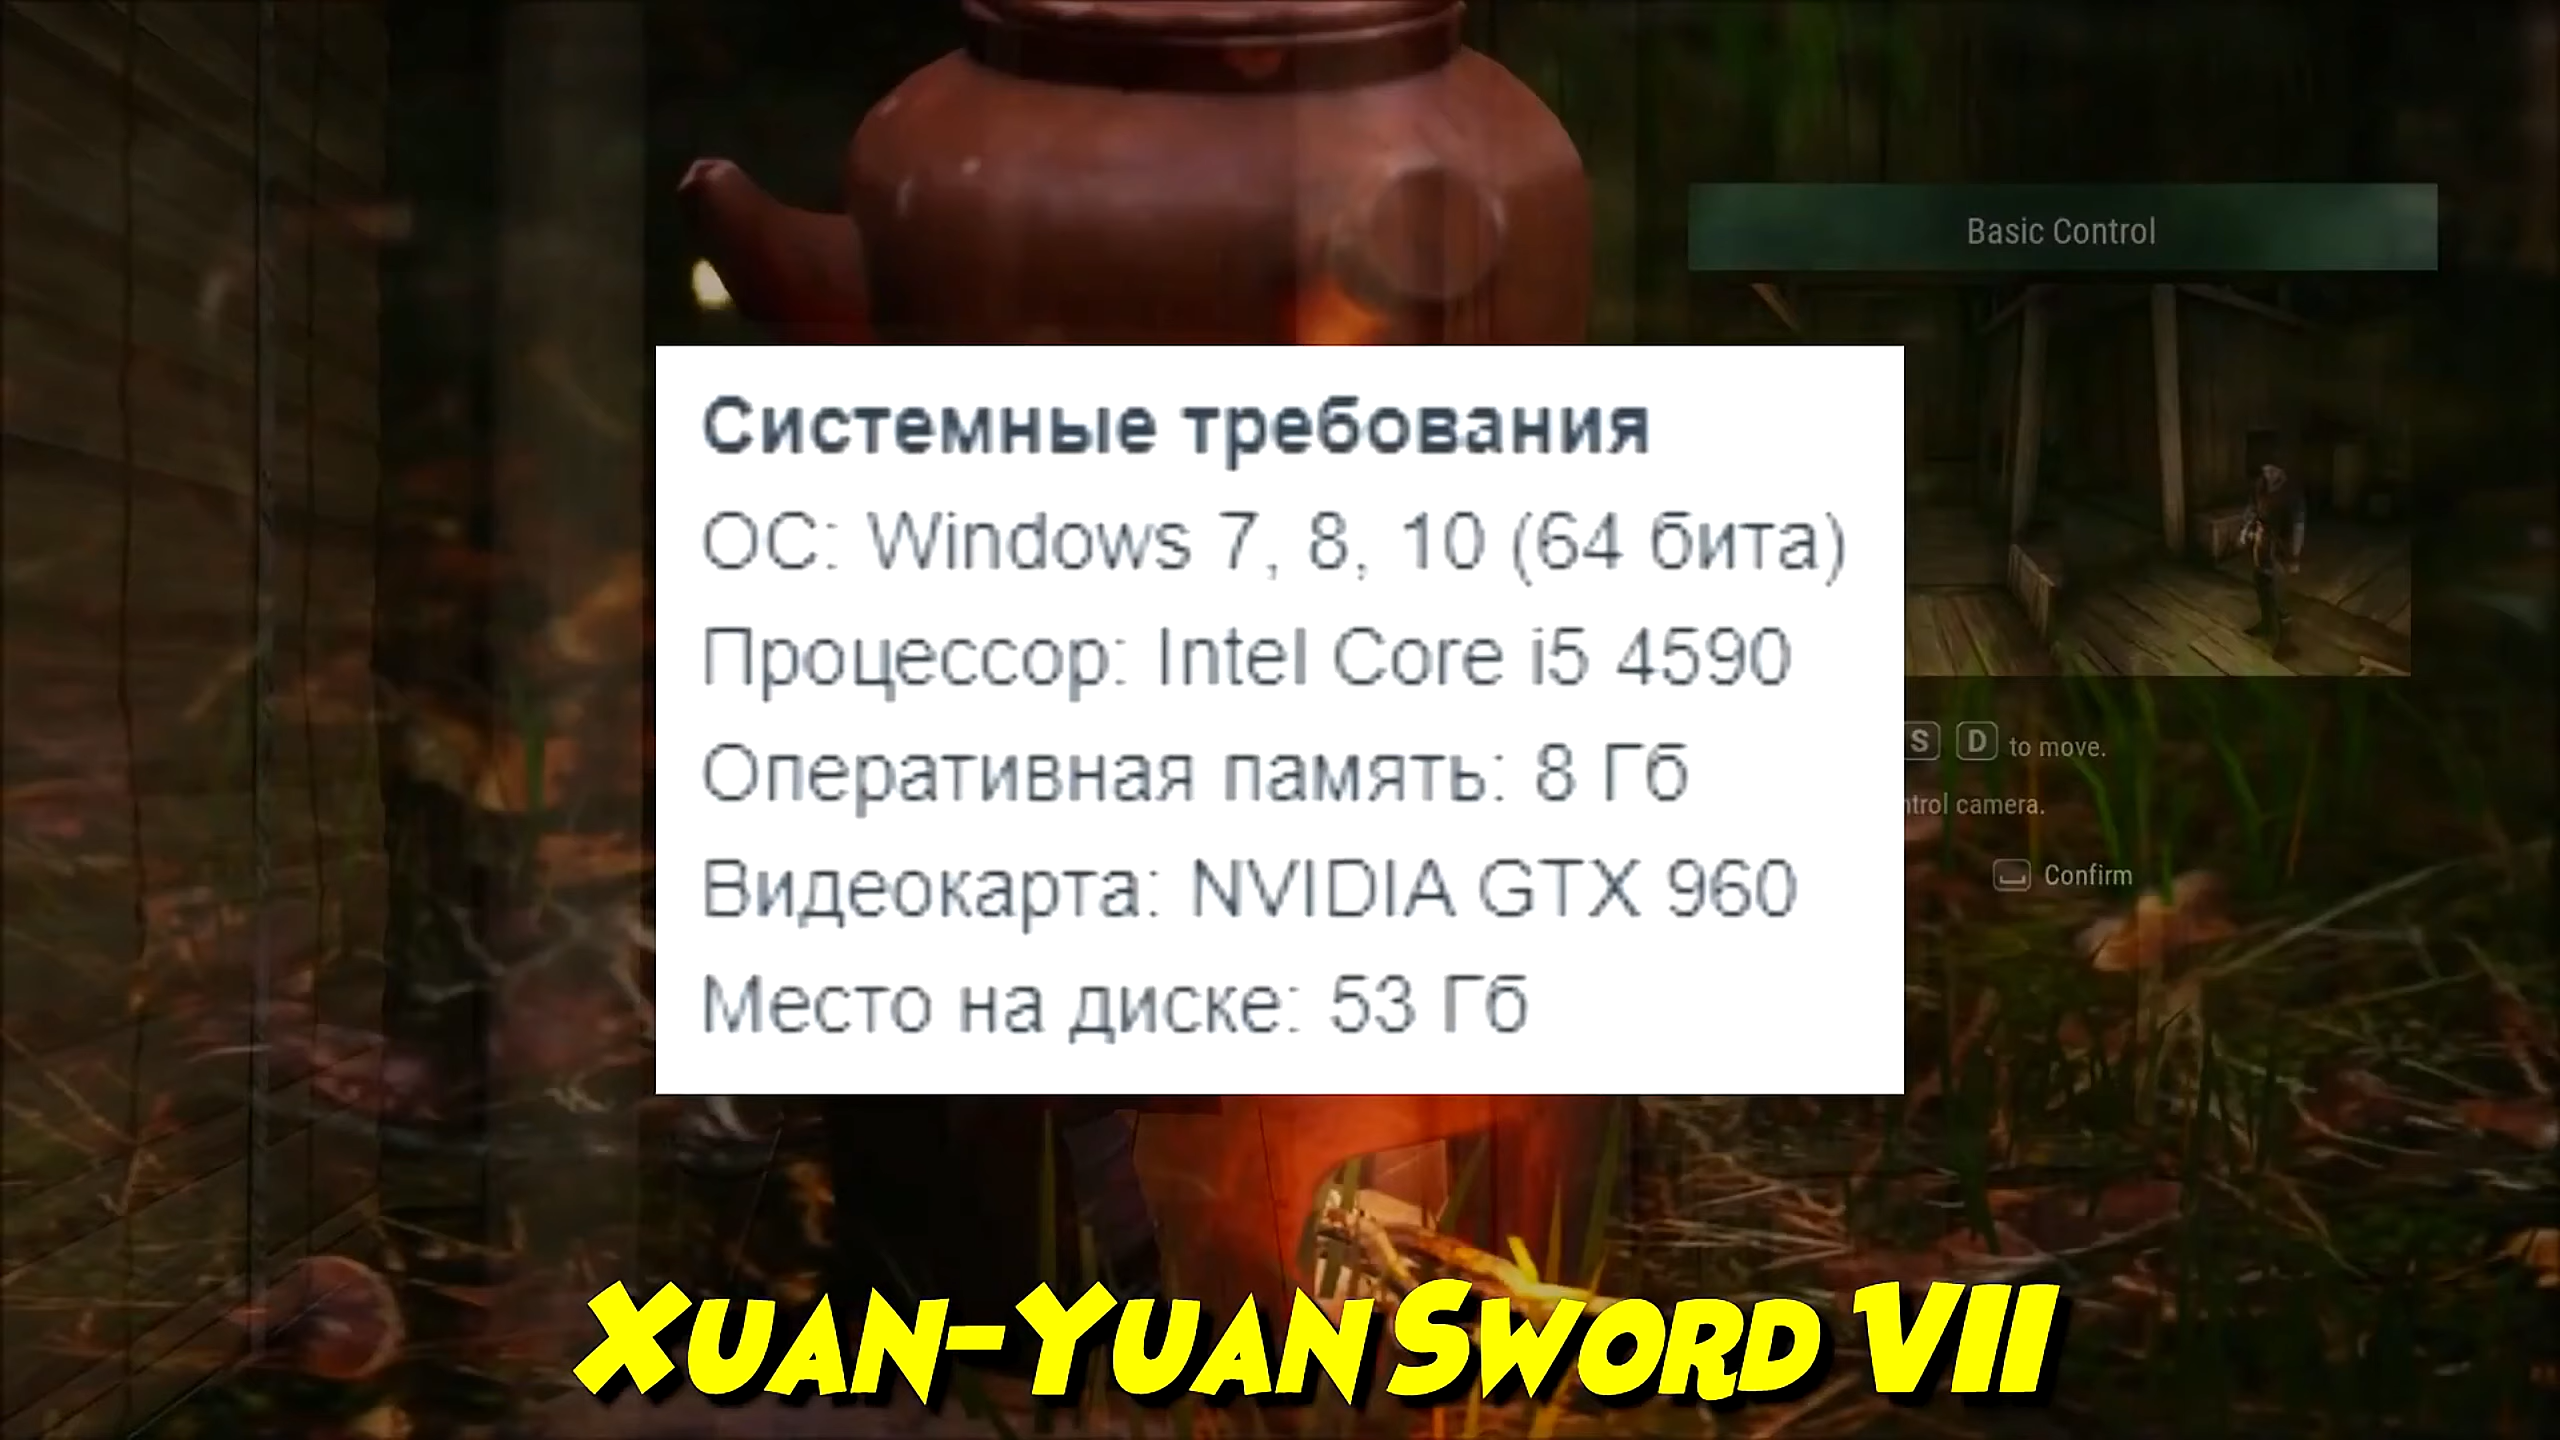 Basic Control
Системные требования
ОС: Windows 7, 8, 10 (64 бита)
Процессор: Intel Core i5 4590
Оперативная память: 8 Гб
Видеокарта: NVIDIA GTX 960
Место на диске: 53 Гб
S D to move.
camera.
Confirm
Xuan-Yuan Sword VII